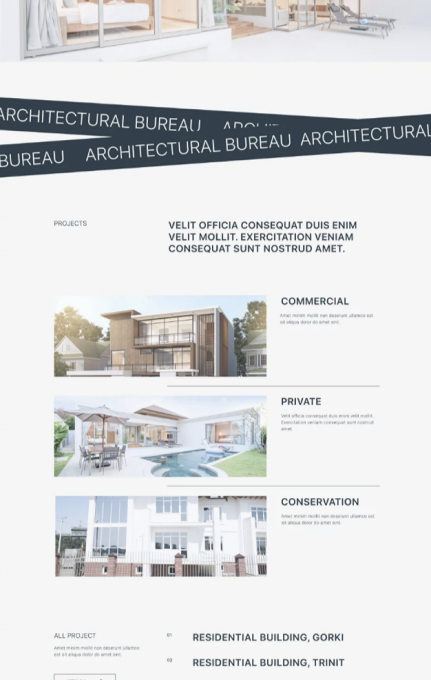 ARCHITECTURAL BUREAU
BUREAU ARCHITECTURAL BUREAU ARCHITECTURAL
PROJECTS
VELIT OFFICIA CONSEQUAT DUIS ENIM
VELIT MOLLIT. EXERCITATION VENIAM
CONSEQUAT SUNT NOSTRUD AMET.
COMMERCIAL
Amet minim mollit non deserunt ullamco est
sit aliqua dolor do amet sint.
PRIVATE
Velit officia consequat duis enim velit mollit.
Exercitation veniam consequat sunt nostrud
amet.
CONSERVATION
Amet minim mollit non deserunt ullamco est
sit aliqua dolor do amet sint.
ALL PROJECT
Amet minim mollit non deserunt ullamco
est sit aliqua dolor do amet sint.
01 RESIDENTIAL BUILDING, GORKI
02 RESIDENTIAL BUILDING, TRINIT